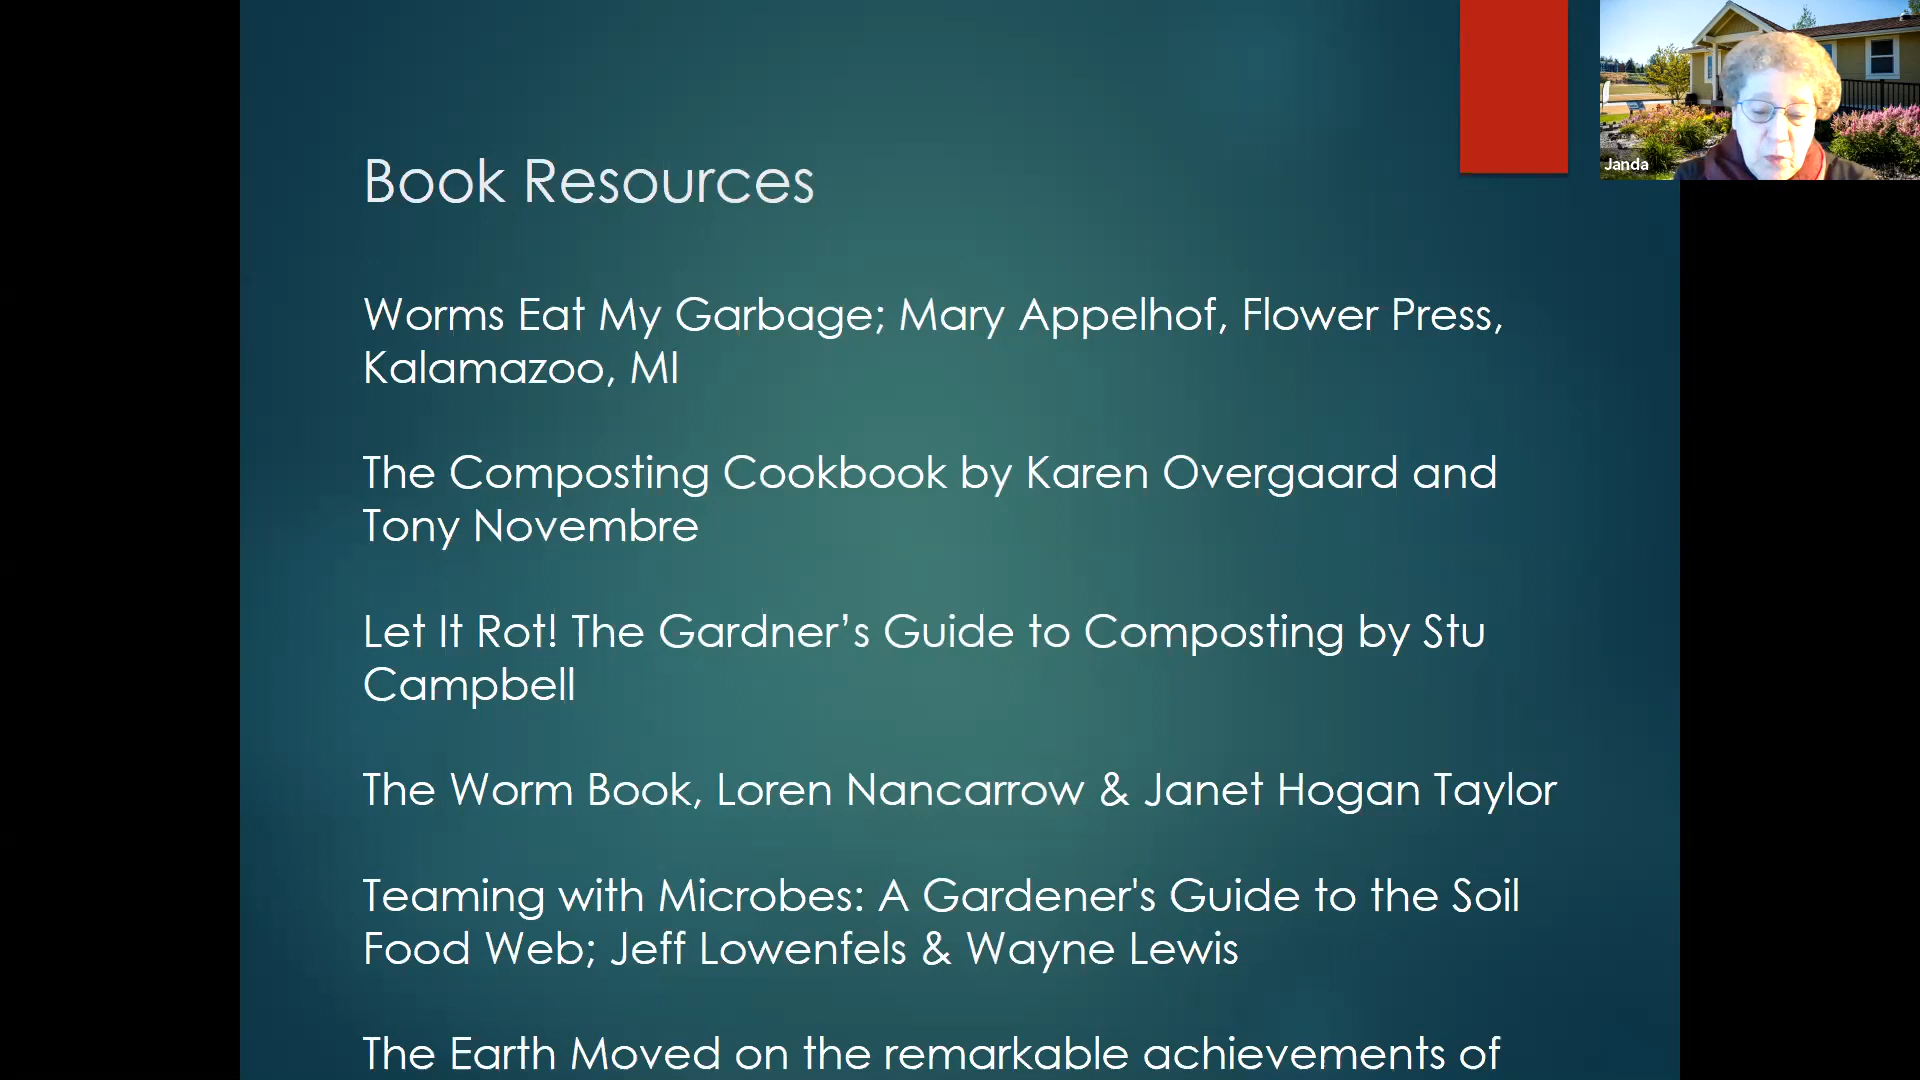 Janda
Book Resources
Worms Eat My Garbage; Mary Appelhof, Flower Press,
Kalamazoo, MI
The Composting Cookbook by Karen Overgaard and
Tony Novembre
Let It Rot! The Gardner’s Guide to Composting by Stu
Campbell
The Worm Book, Loren Nancarrow & Janet Hogan Taylor
Teaming with Microbes: A Gardener's Guide to the Soil
Food Web; Jeff Lowenfels & Wayne Lewis
The Earth Moved on the remarkable achievements of